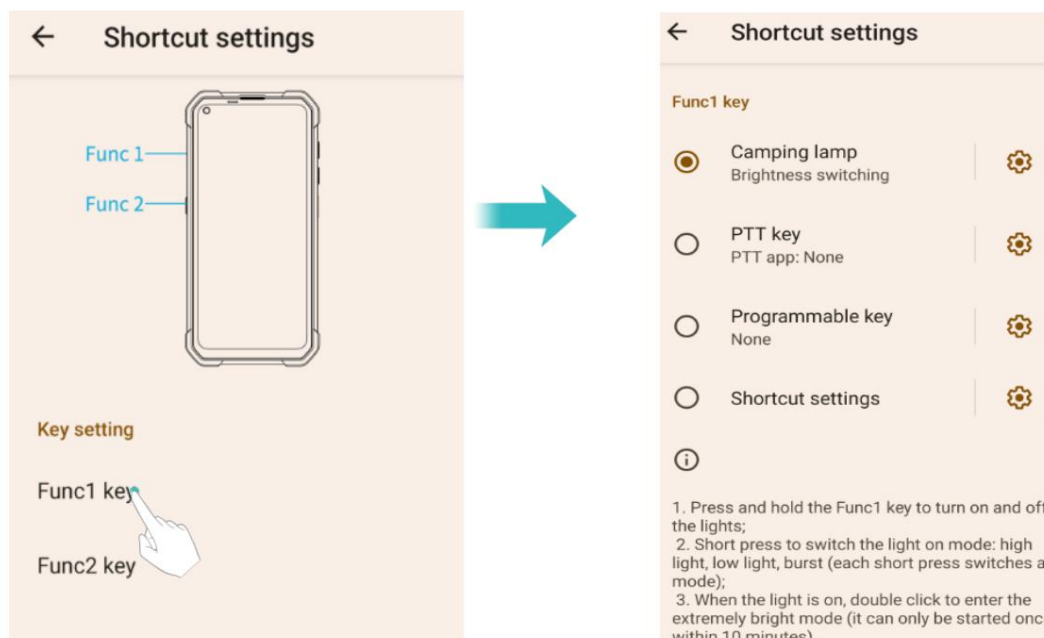 Shortcut settings
Func 1
Func 2
Key setting
Func1 key
Func2 key
Shortcut settings
Func1 key
Camping lamp
Brightness switching
PTT key
PTT app: None
Programmable key
None
Shortcut settings
1. Press and hold the Func1 key to turn on and off
the lights;
2. Short press to switch the light on mode: high
light, low light, burst (each short press switches a
mode);
3. When the light is on, double click to enter the
extremely bright mode (it can only be started onc
within 10 minutes)